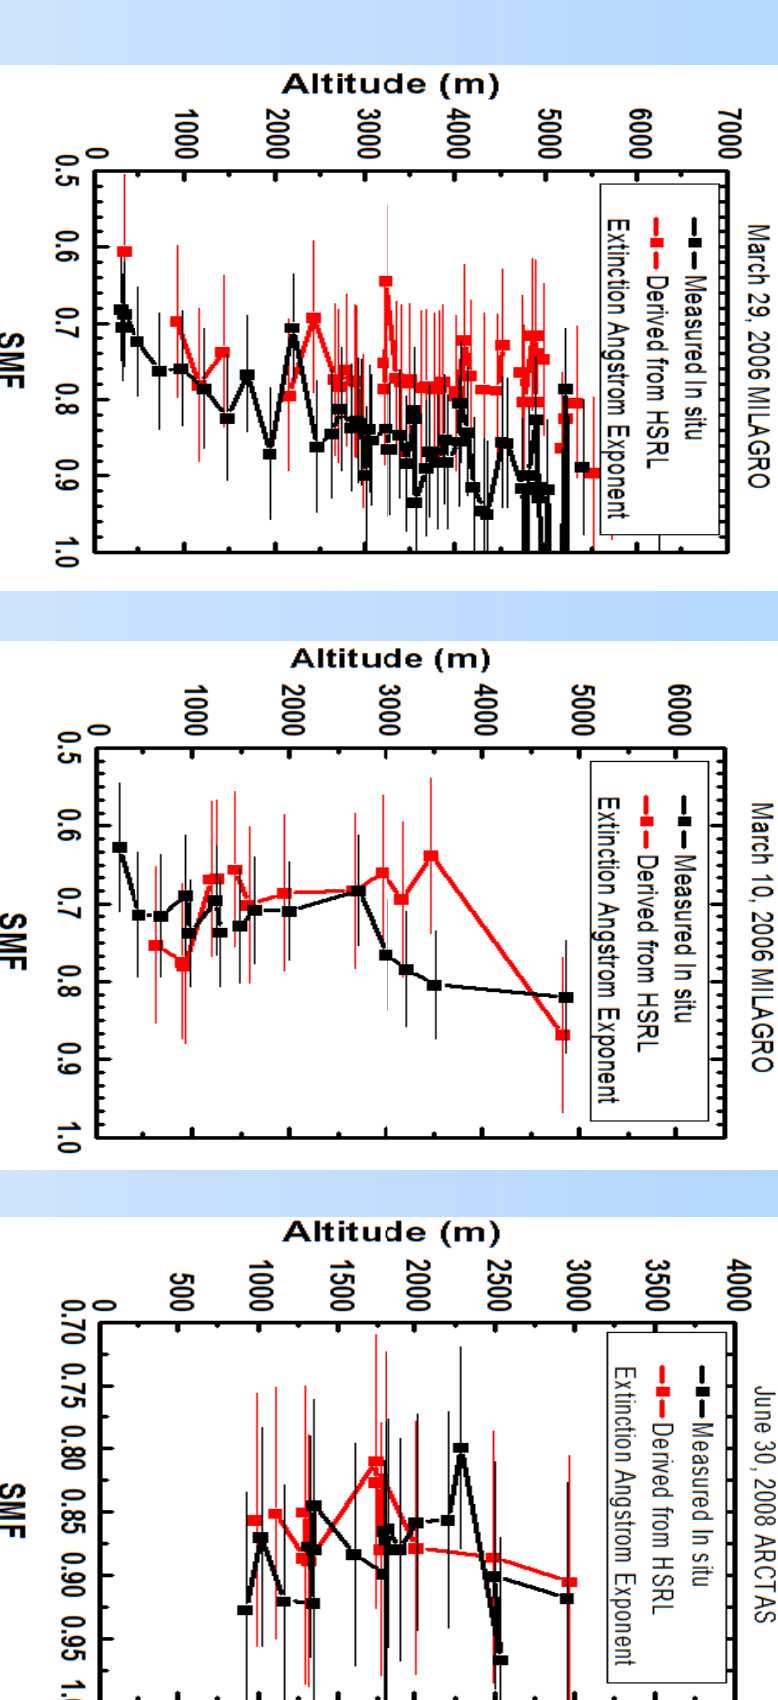 March 29, 2006 MILAGRO
Altitude (m)
7000
6000
5000
4000
3000
2000
1000
0
Measured In situ
Derived from HSRL
Extinction Angstrom Exponent
0.5 0.6 0.7 0.8 0.9 1.0
SMF
March 10, 2006 MILAGRO
Altitude (m)
6000
5000
4000
3000
2000
1000
0
Measured In situ
Derived from HSRL
Extinction Angstrom Exponent
0.5 0.6 0.7 0.8 0.9 1.0
SMF
June 30, 2008 ARCTAS
Altitude (m)
4000
3500
3000
2500
2000
1500
1000
500
0
Measured In situ
Derived from HSRL
Extinction Angstrom Exponent
0.70 0.75 0.80 0.85 0.90 0.95
SMF